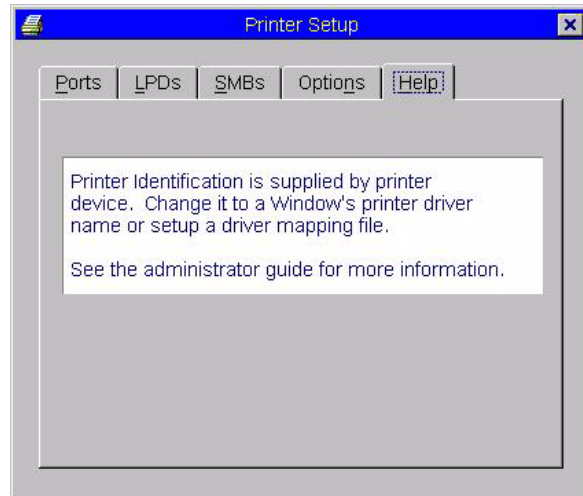 Printer Setup
Ports LPDs SMBs Options Help
Printer Identification is supplied by printer
device. Change it to a Window's printer driver
name or setup a driver mapping file.
See the administrator guide for more information.